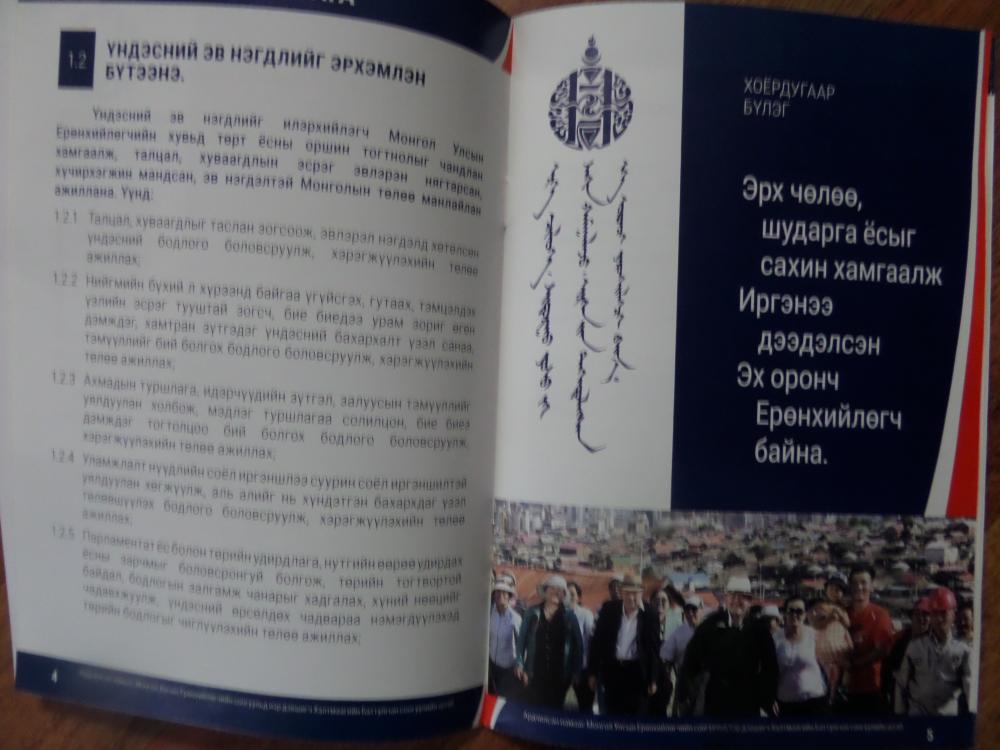 1.2
ҮНДЭСНИЙ ЭВ НЭГДЛИЙГ ЭРХЭМЛЭН
БҮТЭЭНЭ.
Үндэсний эв нэгдлийг илэрхийлэгч Монгол Улсын
Ерөнхийлөгчийн хувьд төрт ёсны оршин тогтнолыг чандлан
хамгаалж, талцал, хуваагдлын эсрэг эвлэрэн нягтарсан,
хүчирхэгжин мандсан, эв нэгдэлтэй Монголын төлөө манлайлан
ажиллана. Үүнд:
1.2.1 Талцал, хуваагдлыг таслан зогсоож, эвлэрэл нэгдэлд хөтөлсөн
үндэсний бодлого боловсруулж, хэрэгжүүлэхийн төлөө
ажиллах;
1.2.2 Нийгмийн бүхий л хүрээнд байгаа үгүйсгэх, гутаах, тэмцэлдэх
үзлийн эсрэг тууштай зогсч, бие биедээ урам зориг өгөн
дэмждэг, хамтран зүтгэдэг үндэсний бахархалт үзэл санаа,
тэмүүллийг бий болгох бодлого боловсруулж, хэрэгжүүлэхийн
төлөө ажиллах;
1.2.3 Ахмадын туршлага, идэрчүүдийн зүтгэл, залуусын тэмүүллийг
уялдуулан холбож, мэдлэг туршлагаа солилцон, бие биеэ
дэмждэг тогтолцоо бий болгох бодлого боловсруулж,
хэрэгжүүлэхийн төлөө ажиллах;
1.2.4 Уламжлалт нүүдлийн соёл иргэншлээ суурин соёл иргэншилтэй
уялдуулан хөгжүүлж, аль алийг нь хүндэтгэн бахархдаг үзэл
төлөвшүүлэх бодлого боловсруулж, хэрэгжүүлэхийн төлөө
ажиллах;
1.2.5 Парламентат ёс болон төрийн удирдлага, нутгийн өөрөө удирдах
ёсны зарчмыг боловсронгуй болгож, төрийн тогтвортой
байдал, бодлогын залгамж чанарыг хадгалах, хүний нөөцийг
чадавхжуулж, үндэсний өрсөлдөх чадвараа нэмэгдүүлэхэд
төрийн бодлогыг чиглүүлэхийн төлөө ажиллах;
4
ХОЁРДУГААР
БҮЛЭГ
Эрх чөлөө,
шударга ёсыг
сахин хамгаалж
Иргэнээ
дээдэлсэн
Эх оронч
Ерөнхийлөгч
байна.
5